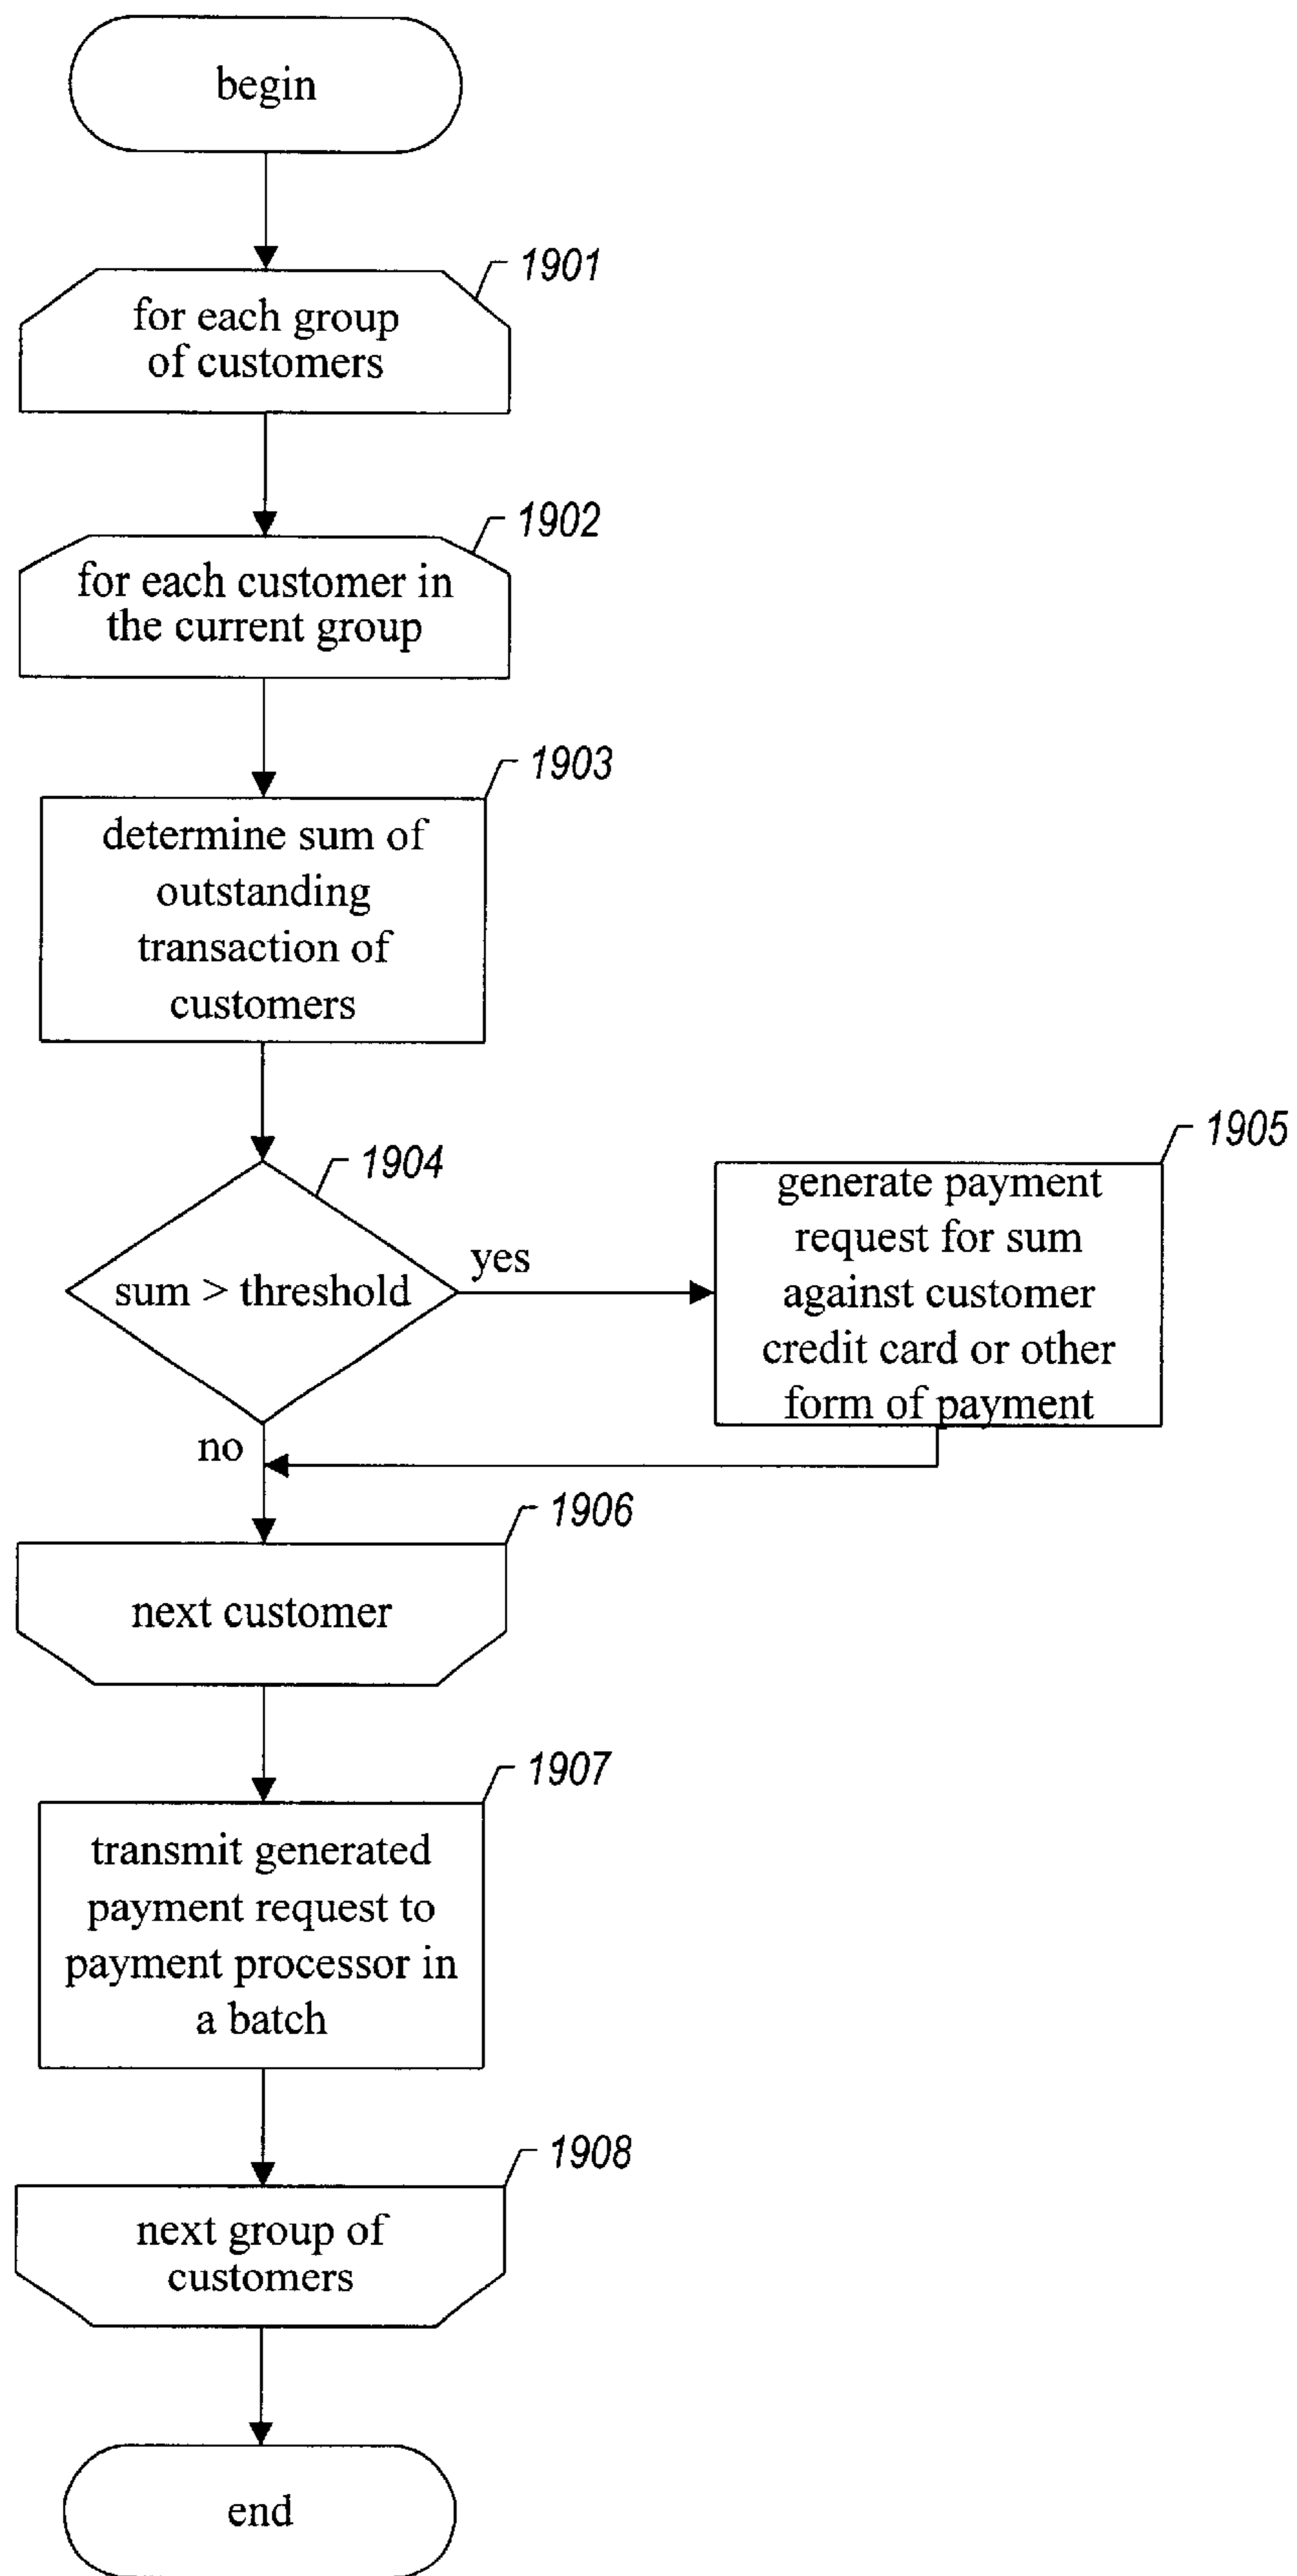 begin
1901
for each group
of customers
1902
for each customer in
the current group
1903
determine sum of
outstanding
transaction of
customers
1904
sum > threshold
yes
1905
generate payment
request for sum
against customer
credit card or other
form of payment
no
1906
next customer
1907
transmit generated
payment request to
payment processor in
a batch
1908
next group of
customers
end